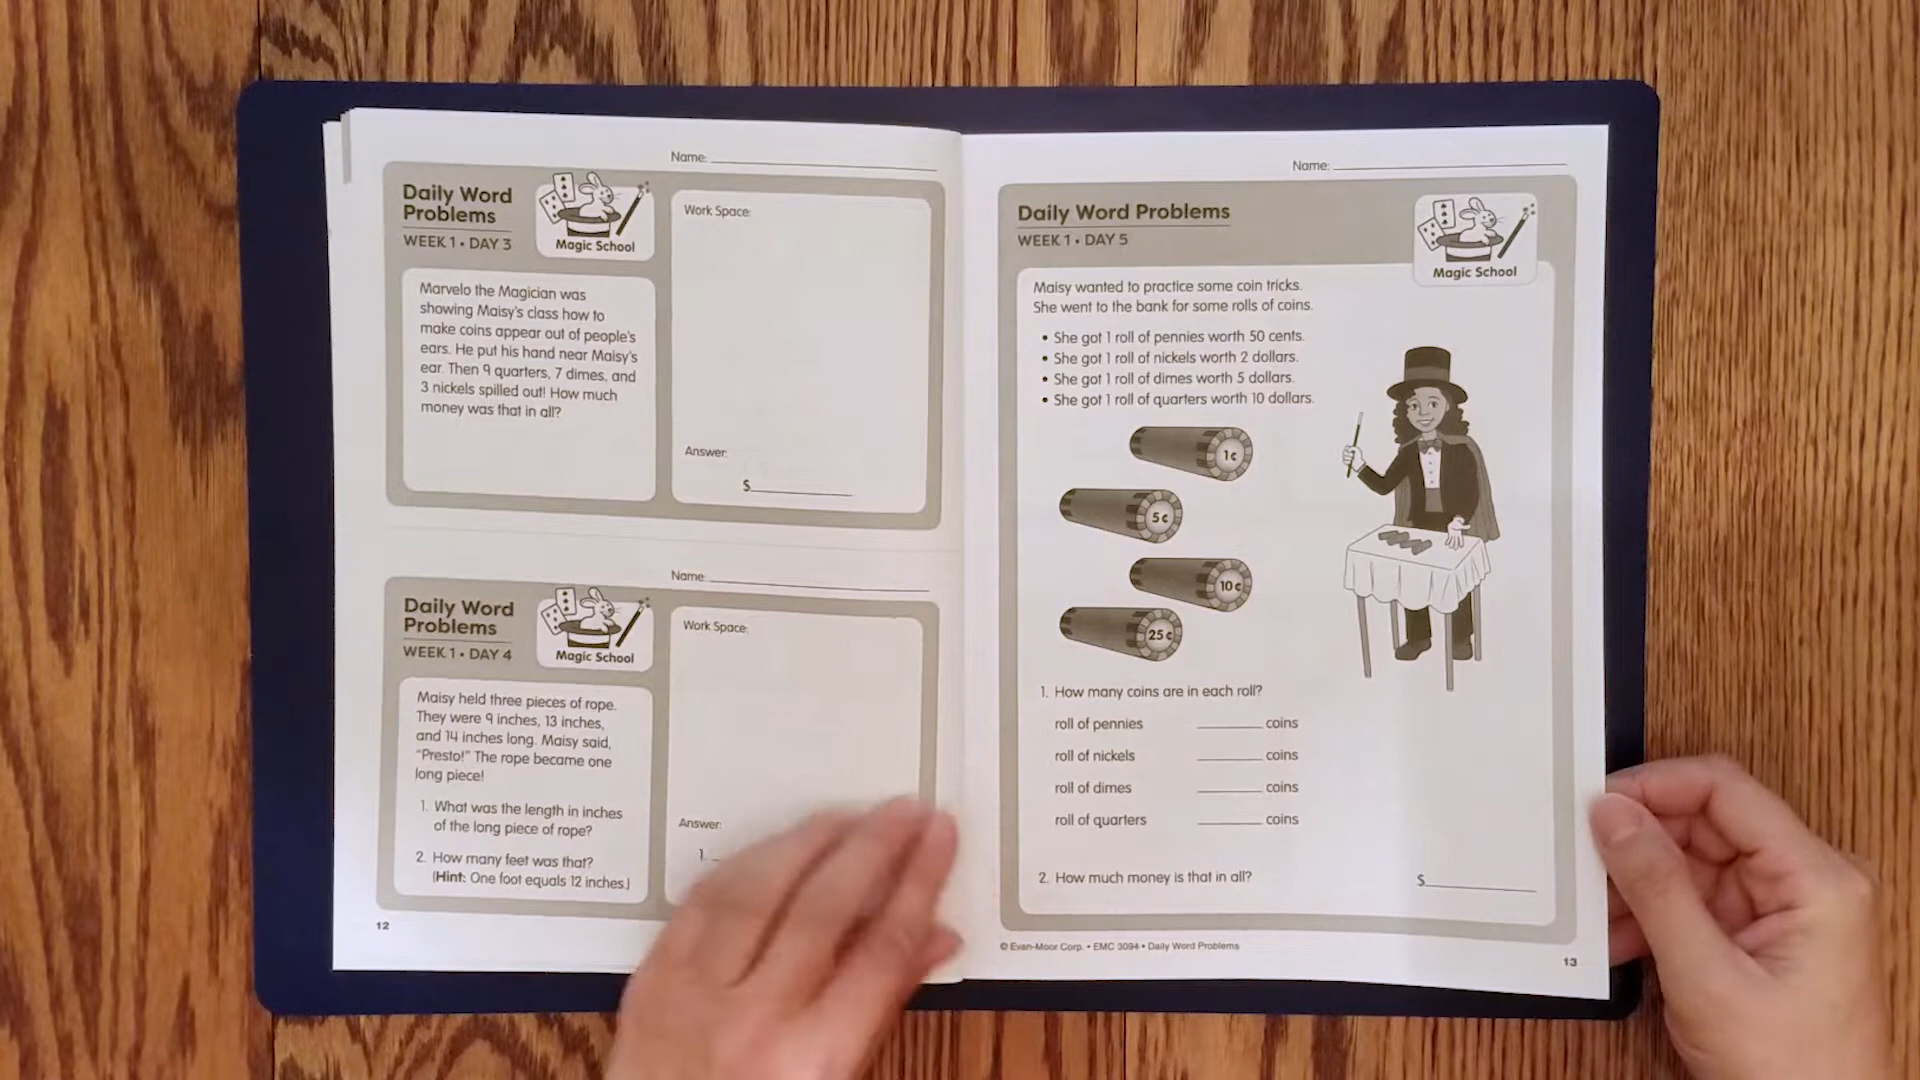 Name:
Daily Word
Problems
WEEK 1 • DAY 3
Magic School
Marvelo the Magician was
showing Maisy's class how to
make coins appear out of people's
ears. He put his hand near Maisy's
ear. Then 9 quarters, 7 dimes, and
3 nickels spilled out! How much
money was that in all?
Work Space:
Answer:
$
Name:
Daily Word
Problems
WEEK 1 • DAY 4
Magic School
Maisy held three pieces of rope.
They were 9 inches, 13 inches,
and 14 inches long. Maisy said,
"Presto!" The rope became one
long piece!
1. What was the length in inches
of the long piece of rope?
2. How many feet was that?
(Hint: One foot equals 12 inches.)
Work Space:
Answer:
1.
12
Name:
Daily Word Problems
WEEK 1 • DAY 5
Magic School
Maisy wanted to practice some coin tricks.
She went to the bank for some rolls of coins.
• She got 1 roll of pennies worth 50 cents.
• She got 1 roll of nickels worth 2 dollars.
• She got 1 roll of dimes worth 5 dollars.
• She got 1 roll of quarters worth 10 dollars.
1¢
5¢
10¢
25¢
1. How many coins are in each roll?
roll of pennies coins
roll of nickels coins
roll of dimes coins
roll of quarters coins
2. How much money is that in all? $
© Evan-Moor Corp. • EMC 3094 • Daily Word Problems
13